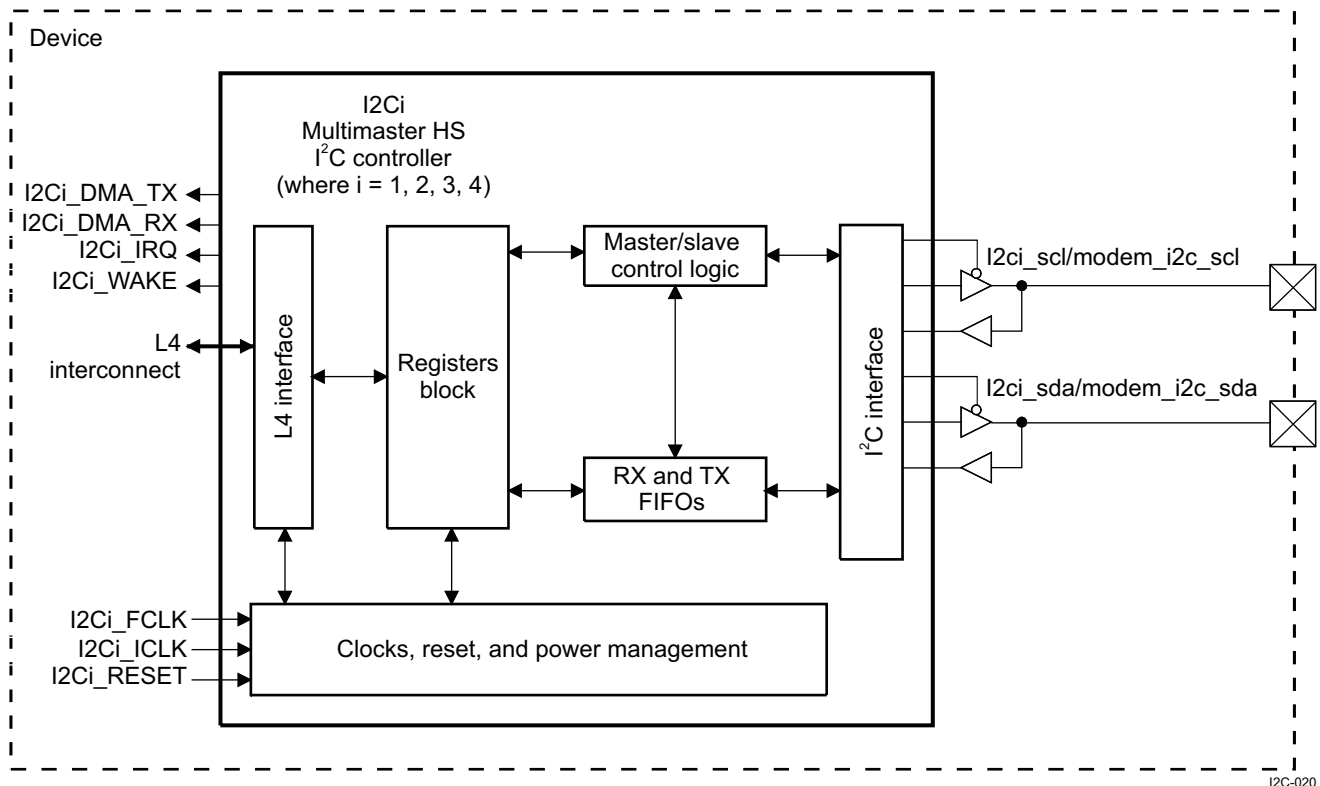 Device
I2Ci
Multimaster HS
I²C controller
(where i = 1, 2, 3, 4)
I2Ci_DMA_TX
I2Ci_DMA_RX
I2Ci_IRQ
I2Ci_WAKE
L4
interconnect
L4 interface
Registers
block
Master/slave
control logic
RX and TX
FIFOs
I²C interface
I2ci_scl/modem_i2c_scl
I2ci_sda/modem_i2c_sda
I2Ci_FCLK
I2Ci_ICLK
I2Ci_RESET
Clocks, reset, and power management
I2C-020